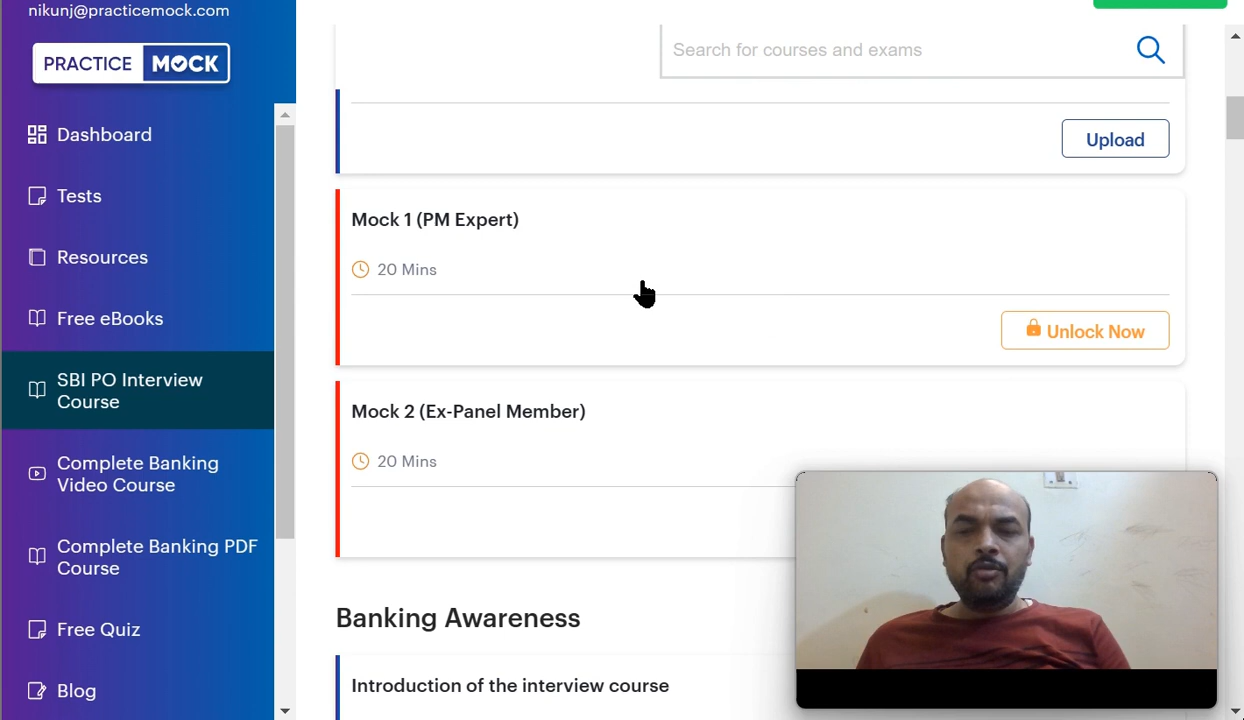 nikunj@practicemock.com
PRACTICE MOCK
Dashboard
Tests
Resources
Free eBooks
SBI PO Interview
Course
Complete Banking
Video Course
Complete Banking PDF
Course
Free Quiz
Blog
Search for courses and exams
Upload
Mock 1 (PM Expert)
20 Mins
Unlock Now
Mock 2 (Ex-Panel Member)
20 Mins
Banking Awareness
Introduction of the interview course